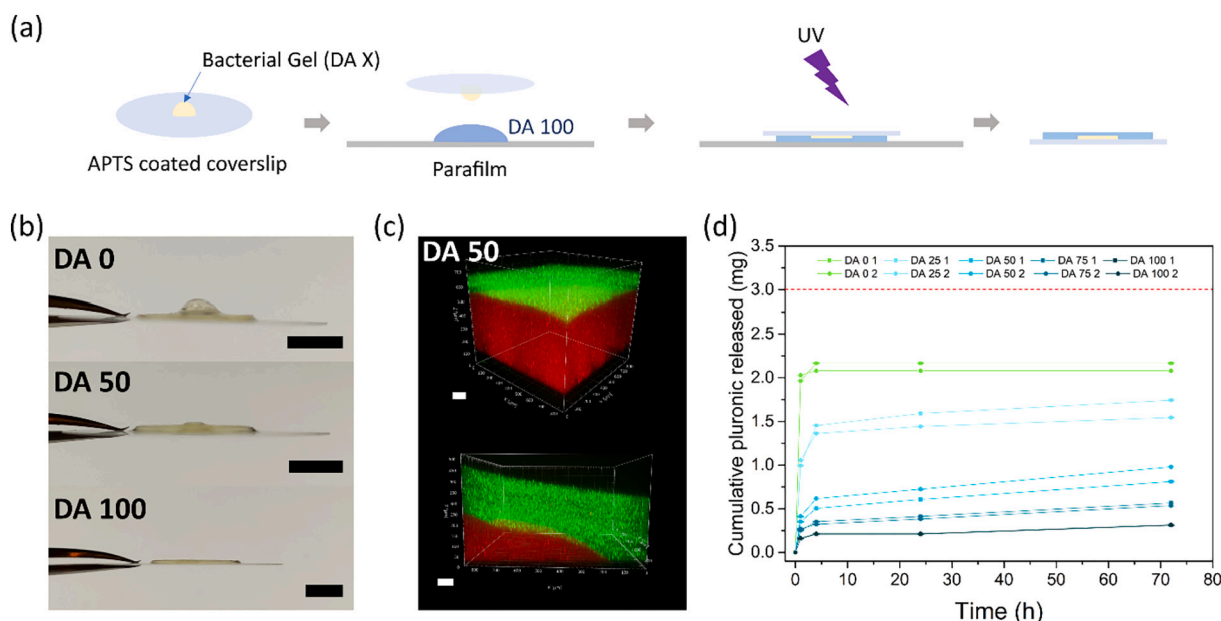 (a)
Bacterial Gel (DA X)
APTS coated coverslip
DA 100
Parafilm
UV
(b)
DA 0
DA 50
DA 100
(c)
DA 50
(d)
Cumulative pluronic released (mg)
3.5
3.0
2.5
2.0
1.5
1.0
0.5
0.0
DA 0 1 DA 25 1 DA 50 1 DA 75 1 DA 100 1
DA 0 2 DA 25 2 DA 50 2 DA 75 2 DA 100 2
0 10 20 30 40 50 60 70 80
Time (h)